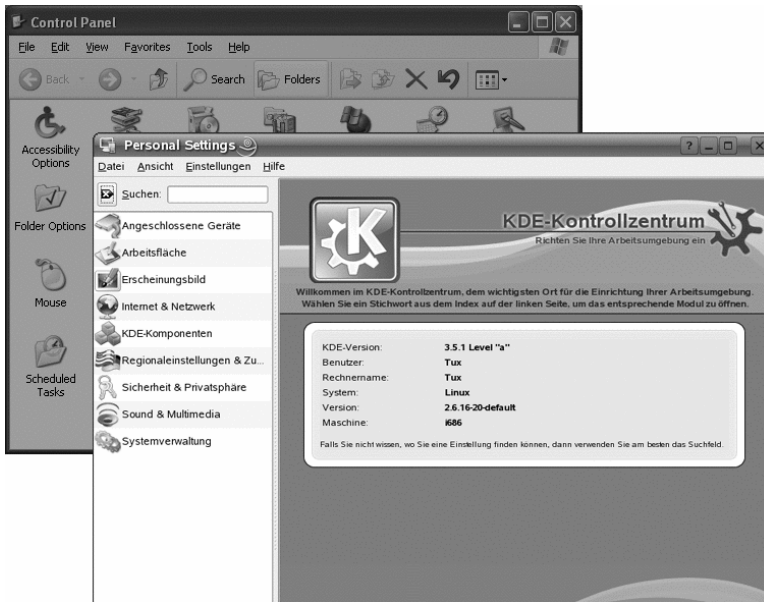 Control Panel
File Edit View Favorites Tools Help
Back Search Folders
Accessibility
Options
Folder Options
Mouse
Scheduled
Tasks
Personal Settings
Datei Ansicht Einstellungen Hilfe
Suchen:
Angeschlossene Geräte
Arbeitsfläche
Erscheinungsbild
Internet & Netzwerk
KDE-Komponenten
Regionaleinstellungen & Zu...
Sicherheit & Privatsphäre
Sound & Multimedia
Systemverwaltung
KDE-Kontrollzentrum
Richten Sie Ihre Arbeitsumgebung ein
Willkommen im KDE-Kontrollzentrum, dem wichtigsten Ort für die Einrichtung Ihrer Arbeitsumgebung.
Wählen Sie ein Stichwort aus dem Index auf der linken Seite, um das entsprechende Modul zu öffnen.
KDE-Version: 3.5.1 Level "a"
Benutzer: Tux
Rechnername: Tux
System: Linux
Version: 2.6.16-20-default
Maschine: i686
Falls Sie nicht wissen, wo Sie eine Einstellung finden können, dann verwenden Sie am besten das Suchfeld.